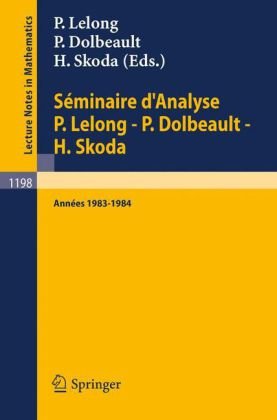 Lecture Notes in Mathematics
1198
P. Lelong
P. Dolbeault
H. Skoda (Eds.)
Séminaire d'Analyse
P. Lelong - P. Dolbeault -
H. Skoda
Années 1983-1984
Springer